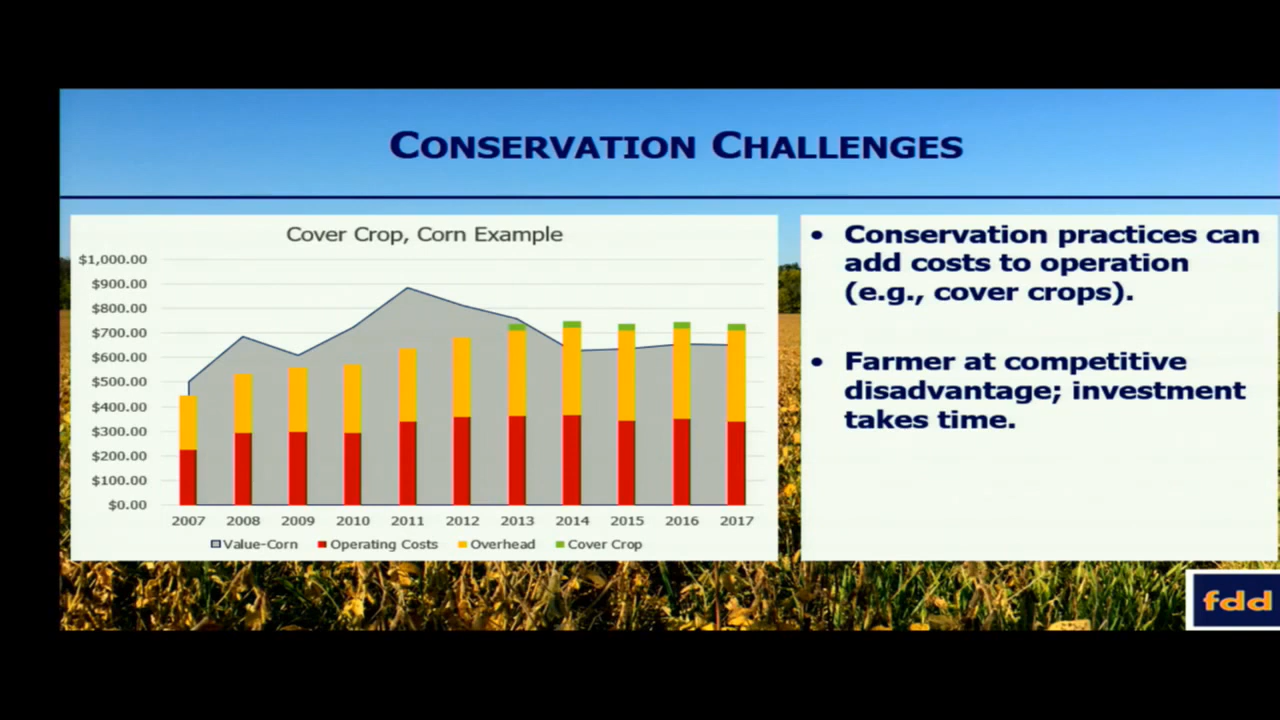 CONSERVATION CHALLENGES
Cover Crop, Corn Example
$1,000.00
$900.00
$800.00
$700.00
$600.00
$500.00
$400.00
$300.00
$200.00
$100.00
$0.00
2007 2008 2009 2010 2011 2012 2013 2014 2015 2016 2017
Value-Corn Operating Costs Overhead Cover Crop
• Conservation practices can
add costs to operation
(e.g., cover crops).
• Farmer at competitive
disadvantage; investment
takes time.
fdd